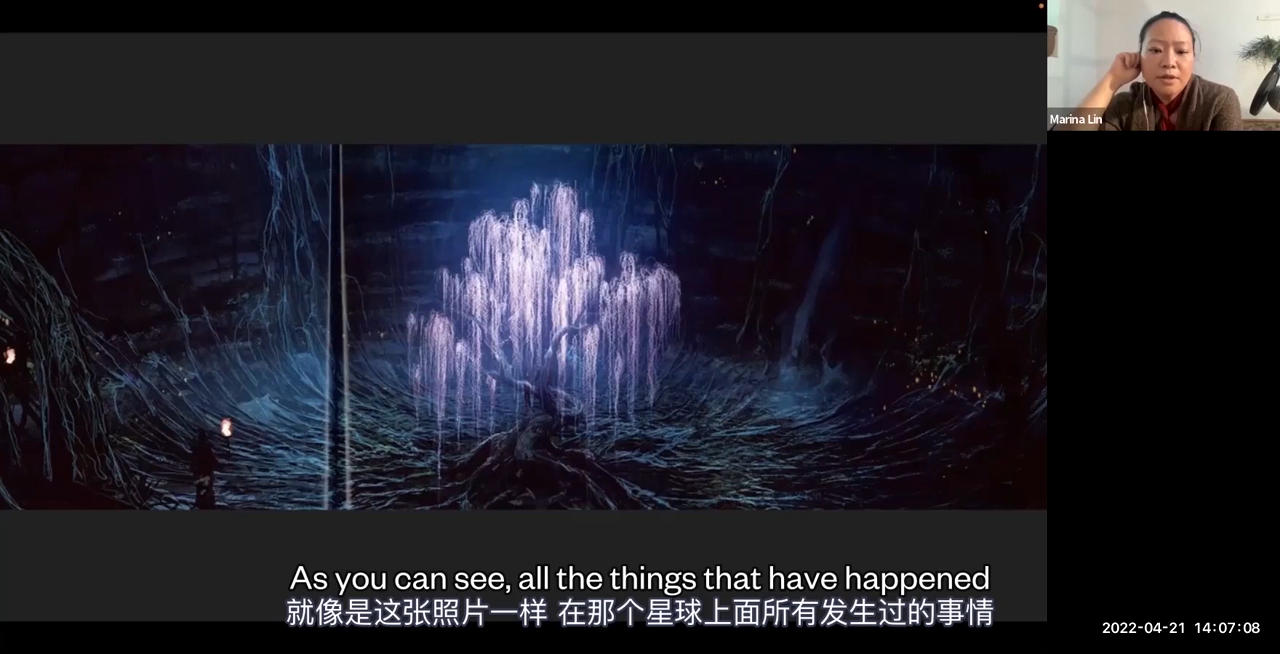 Marina Lin
As you can see, all the things that have happened
就像是这张照片一样 在那个星球上面所有发生过的事情
2022-04-21 14:07:08